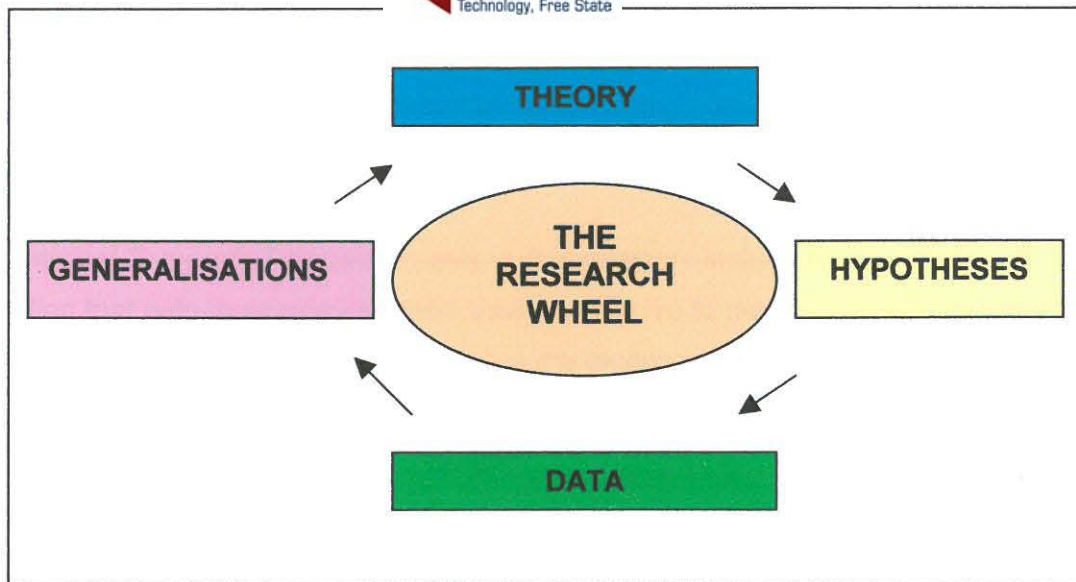 Technology, Free State
THEORY
THE
RESEARCH
WHEEL
GENERALISATIONS
HYPOTHESES
DATA